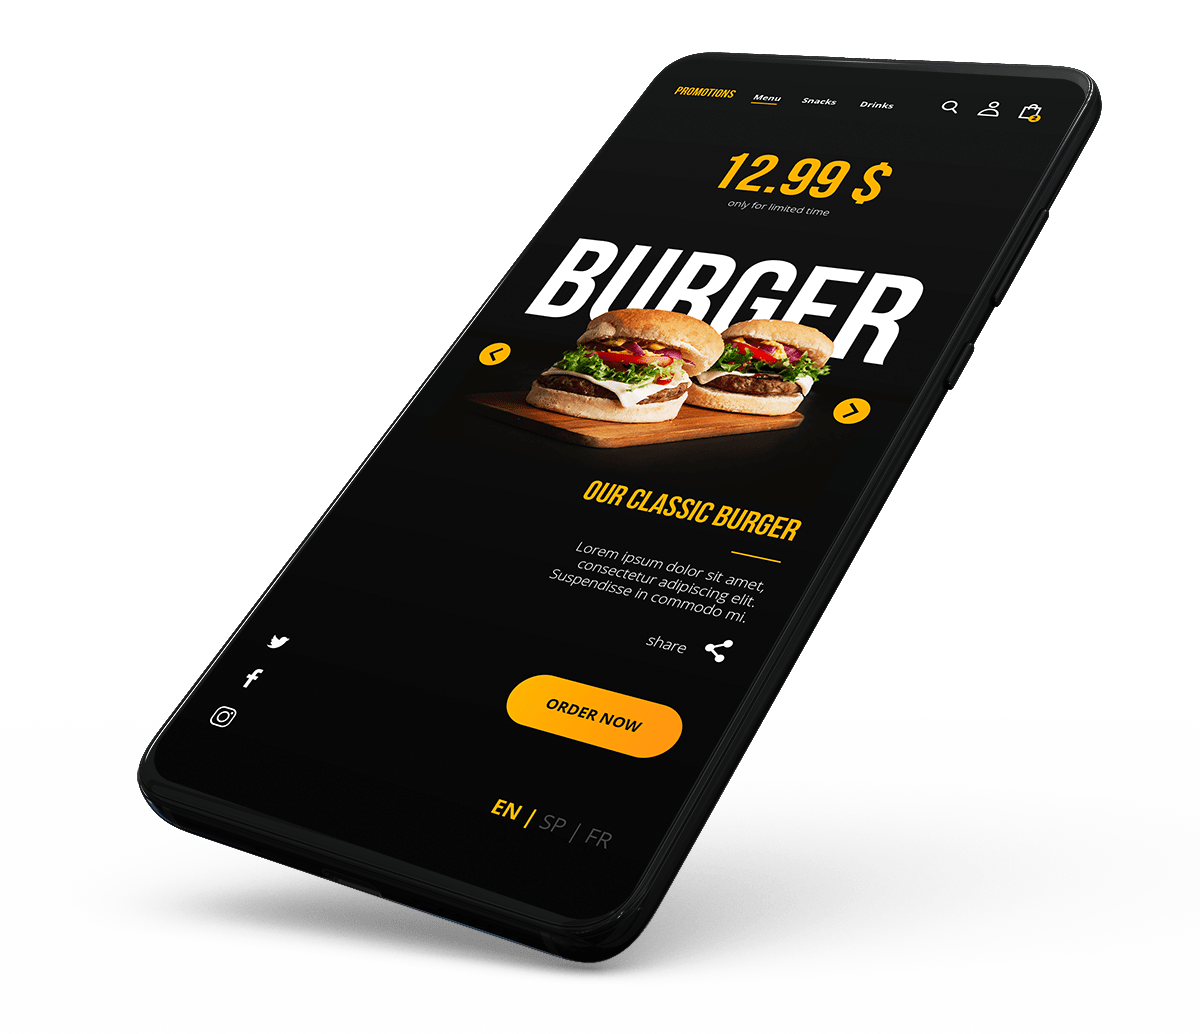 PROMOTIONS Menu Snacks Drinks
12.99 $
only for limited time
BURGER
OUR CLASSIC BURGER
Lorem ipsum dolor sit amet,
consectetur adipiscing elit.
Suspendisse in commodo mi.
share
ORDER NOW
EN | SP | FR